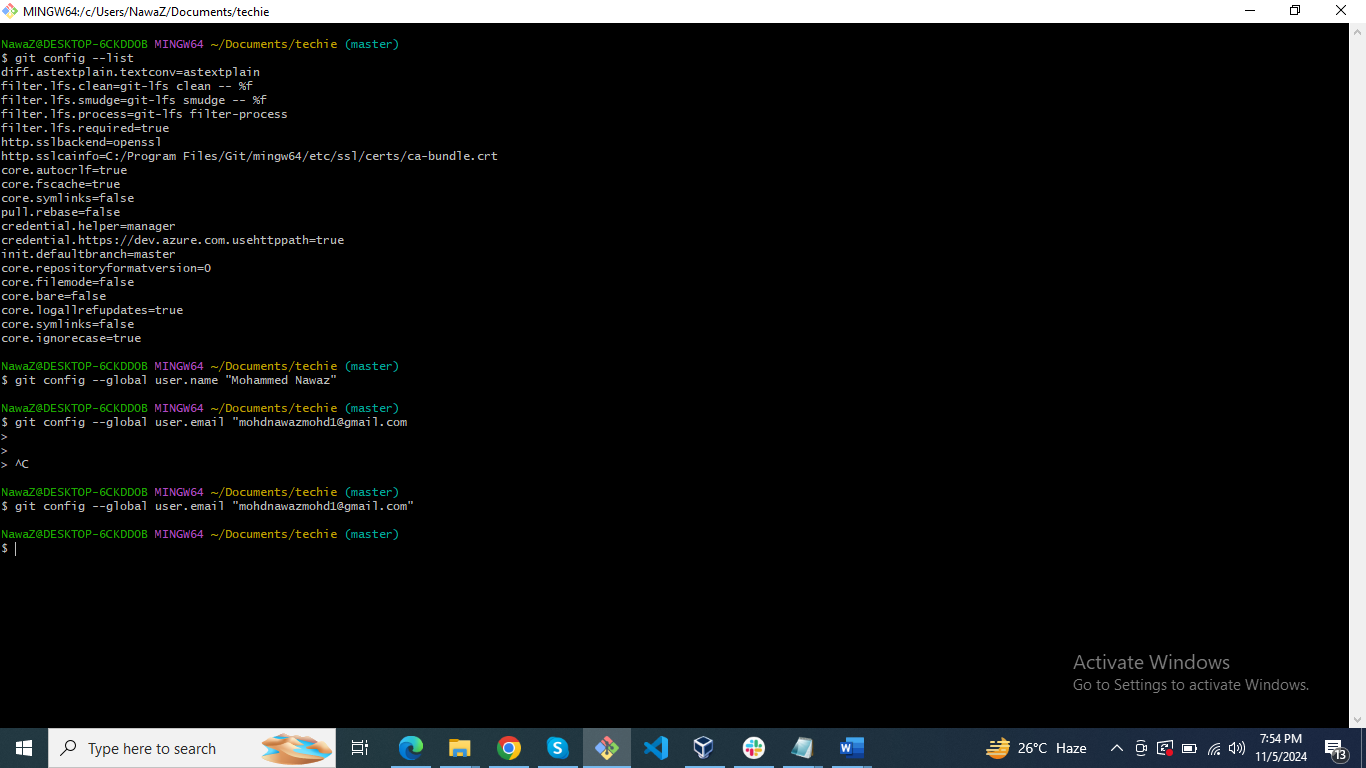 MINGW64:/c/Users/NawaZ/Documents/techie
NawaZ@DESKTOP-6CKDDOB MINGW64 ~/Documents/techie (master)
$ git config --list
diff.astextplain.textconv=astextplain
filter.lfs.clean=git-lfs clean -- %f
filter.lfs.smudge=git-lfs smudge -- %f
filter.lfs.process=git-lfs filter-process
filter.lfs.required=true
http.sslbackend=openssl
http.sslcainfo=C:/Program Files/Git/mingw64/etc/ssl/certs/ca-bundle.crt
core.autocrlf=true
core.fscache=true
core.symlinks=false
pull.rebase=false
credential.helper=manager
credential.https://dev.azure.com.usehttppath=true
init.defaultbranch=master
core.repositoryformatversion=0
core.filemode=false
core.bare=false
core.logallrefupdates=true
core.symlinks=false
core.ignorecase=true
NawaZ@DESKTOP-6CKDDOB MINGW64 ~/Documents/techie (master)
$ git config --global user.name "Mohammed Nawaz"
NawaZ@DESKTOP-6CKDDOB MINGW64 ~/Documents/techie (master)
$ git config --global user.email "mohdnawazmohd1@gmail.com
>
>
> ^C
NawaZ@DESKTOP-6CKDDOB MINGW64 ~/Documents/techie (master)
$ git config --global user.email "mohdnawazmohd1@gmail.com"
NawaZ@DESKTOP-6CKDDOB MINGW64 ~/Documents/techie (master)
$
Activate Windows
Go to Settings to activate Windows.
Type here to search
26°C Haze
7:54 PM
11/5/2024
13